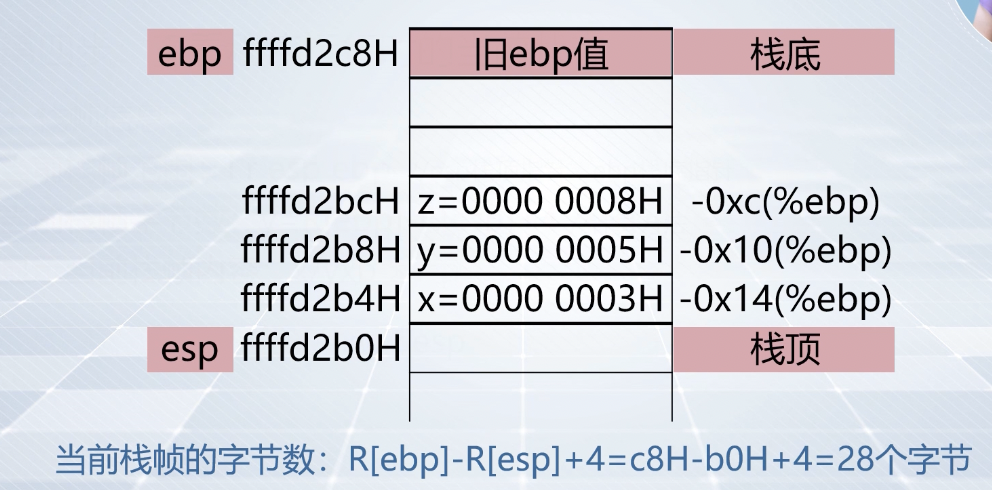 ebp ffffd2c8H 旧ebp值 栈底
ffffd2bcH z=0000 0008H -0xc(%ebp)
ffffd2b8H y=0000 0005H -0x10(%ebp)
ffffd2b4H x=0000 0003H -0x14(%ebp)
esp ffffd2b0H 栈顶
当前栈帧的字节数：R[ebp]-R[esp]+4=c8H-b0H+4=28个字节